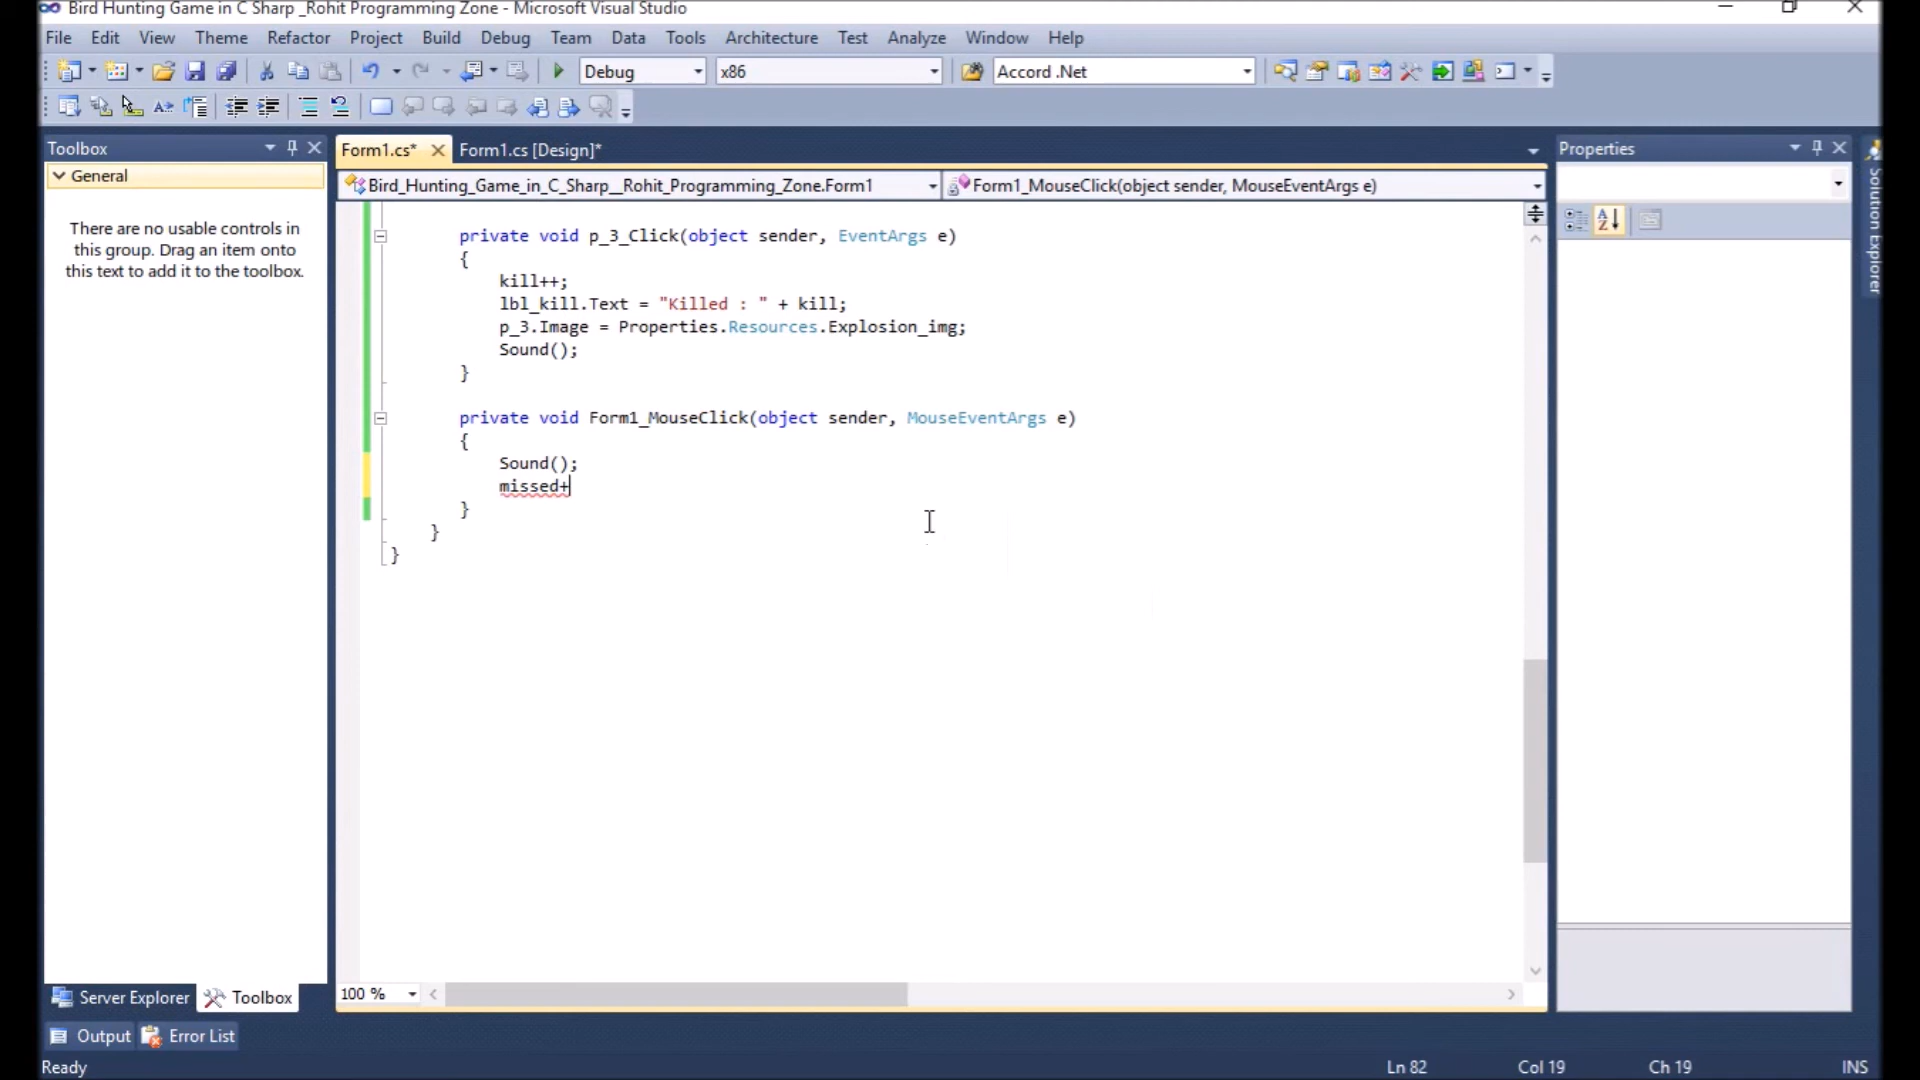 Bird Hunting Game in C Sharp _Rohit Programming Zone - Microsoft Visual Studio
File Edit View Theme Refactor Project Build Debug Team Data Tools Architecture Test Analyze Window Help
Debug x86 Accord .Net
Toolbox
Form1.cs* Form1.cs [Design]*
Properties
General
Bird_Hunting_Game_in_C_Sharp__Rohit_Programming_Zone.Form1 Form1_MouseClick(object sender, MouseEventArgs e)
Solution Explorer
There are no usable controls in
this group. Drag an item onto
this text to add it to the toolbox.
private void p_3_Click(object sender, EventArgs e)
{
kill++;
lbl_kill.Text = "Killed : " + kill;
p_3.Image = Properties.Resources.Explosion_img;
Sound();
}
private void Form1_MouseClick(object sender, MouseEventArgs e)
{
Sound();
missed+
}
}
}
100 %
Server Explorer Toolbox
Output Error List
Ready Ln 82 Col 19 Ch 19 INS